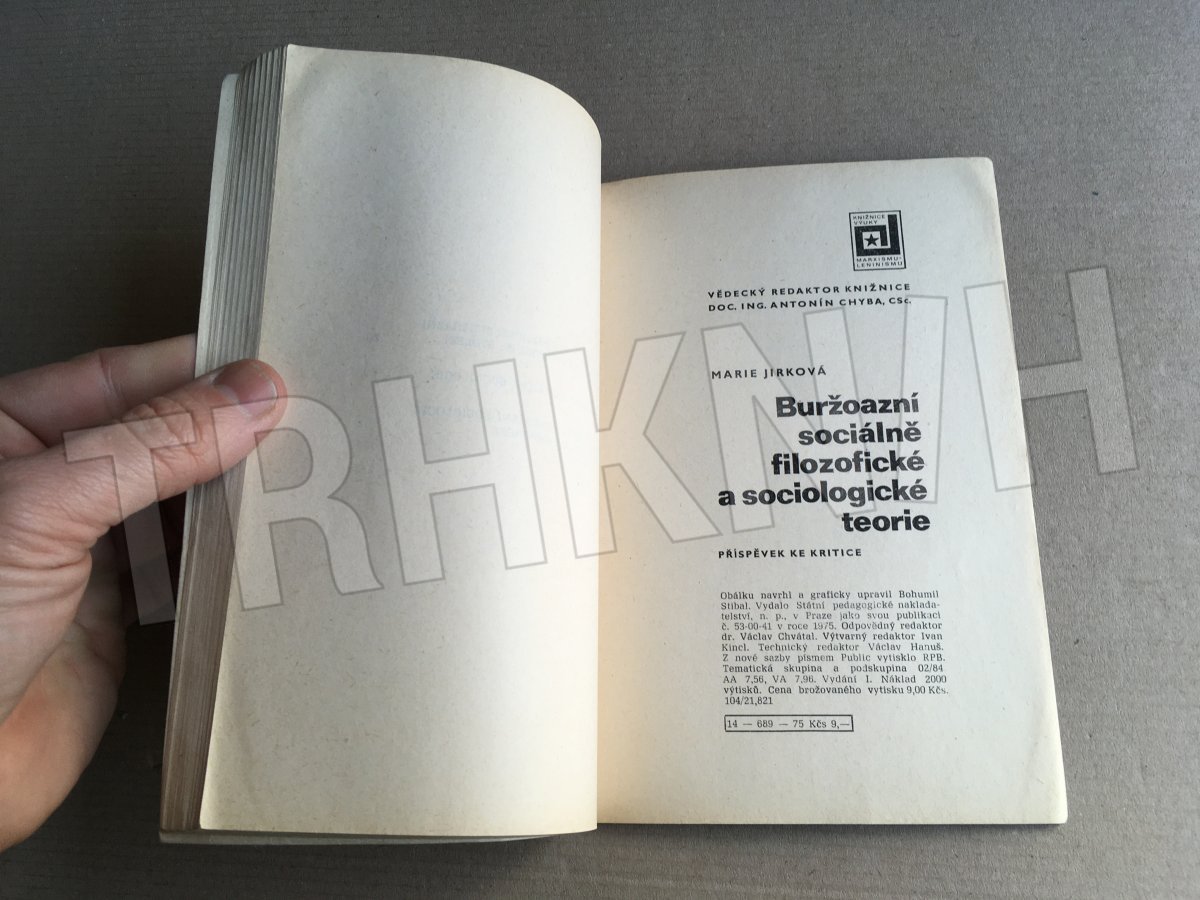 KNIŽNICE
VÝUKY
MARXISMU-
LENINISMU
VĚDECKÝ REDAKTOR KNIŽNICE
DOC. ING. ANTONÍN CHYBA, CSc.
MARIE JIRKOVÁ
Buržoazní
sociálně
filozofické
a sociologické
teorie
PŘÍSPĚVEK KE KRITICE
Obálku navrhl a graficky upravil Bohumil
Stibal. Vydalo Státní pedagogické naklada-
telství, n. p., v Praze jako svou publikaci
č. 53-00-41 v roce 1975. Odpovědný redaktor
dr. Václav Chvátal. Výtvarný redaktor Ivan
Kincl. Technický redaktor Václav Hanuš.
Z nové sazby písmem Public vytisklo RPB.
Tematická skupina a podskupina 02/84
AA 7,56, VA 7,96. Vydání I. Náklad 2000
výtisků. Cena brožovaného výtisku 9,00 Kčs.
104/21,821
14 — 689 — 75 Kčs 9,—
TRHKNIH